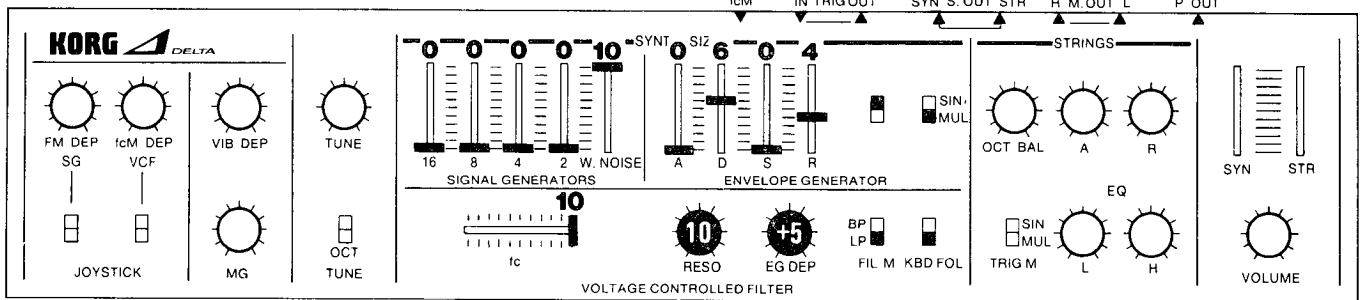 fcM IN TRIG OUT SYN S. OUT STR H M. OUT L P OUT
KORG DELTA
SYNT SIZ
STRINGS
0 0 0 0 10 0 6 0 4
SIN
MUL
FM DEP fcM DEP VIB DEP TUNE
SG VCF
16 8 4 2 W. NOISE A D S R
OCT BAL A R
SYN STR
SIGNAL GENERATORS ENVELOPE GENERATOR
EQ
10
10 +5
BP
LP
SIN
MUL
OCT
fc RESO EG DEP FIL M KBD FOL TRIG M L H
JOYSTICK MG TUNE
VOLUME
VOLTAGE CONTROLLED FILTER